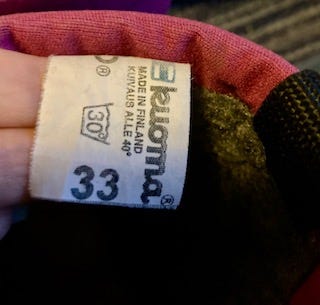 kuoma®
MADE IN FINLAND
KUIVAUS ALLE 40°
®
30°
33